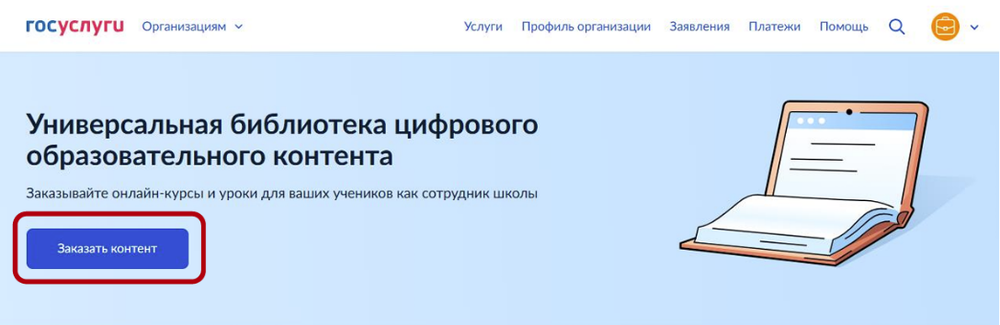 госуслуги Организациям Услуги Профиль организации Заявления Платежи Помощь
Универсальная библиотека цифрового
образовательного контента
Заказывайте онлайн-курсы и уроки для ваших учеников как сотрудник школы
Заказать контент